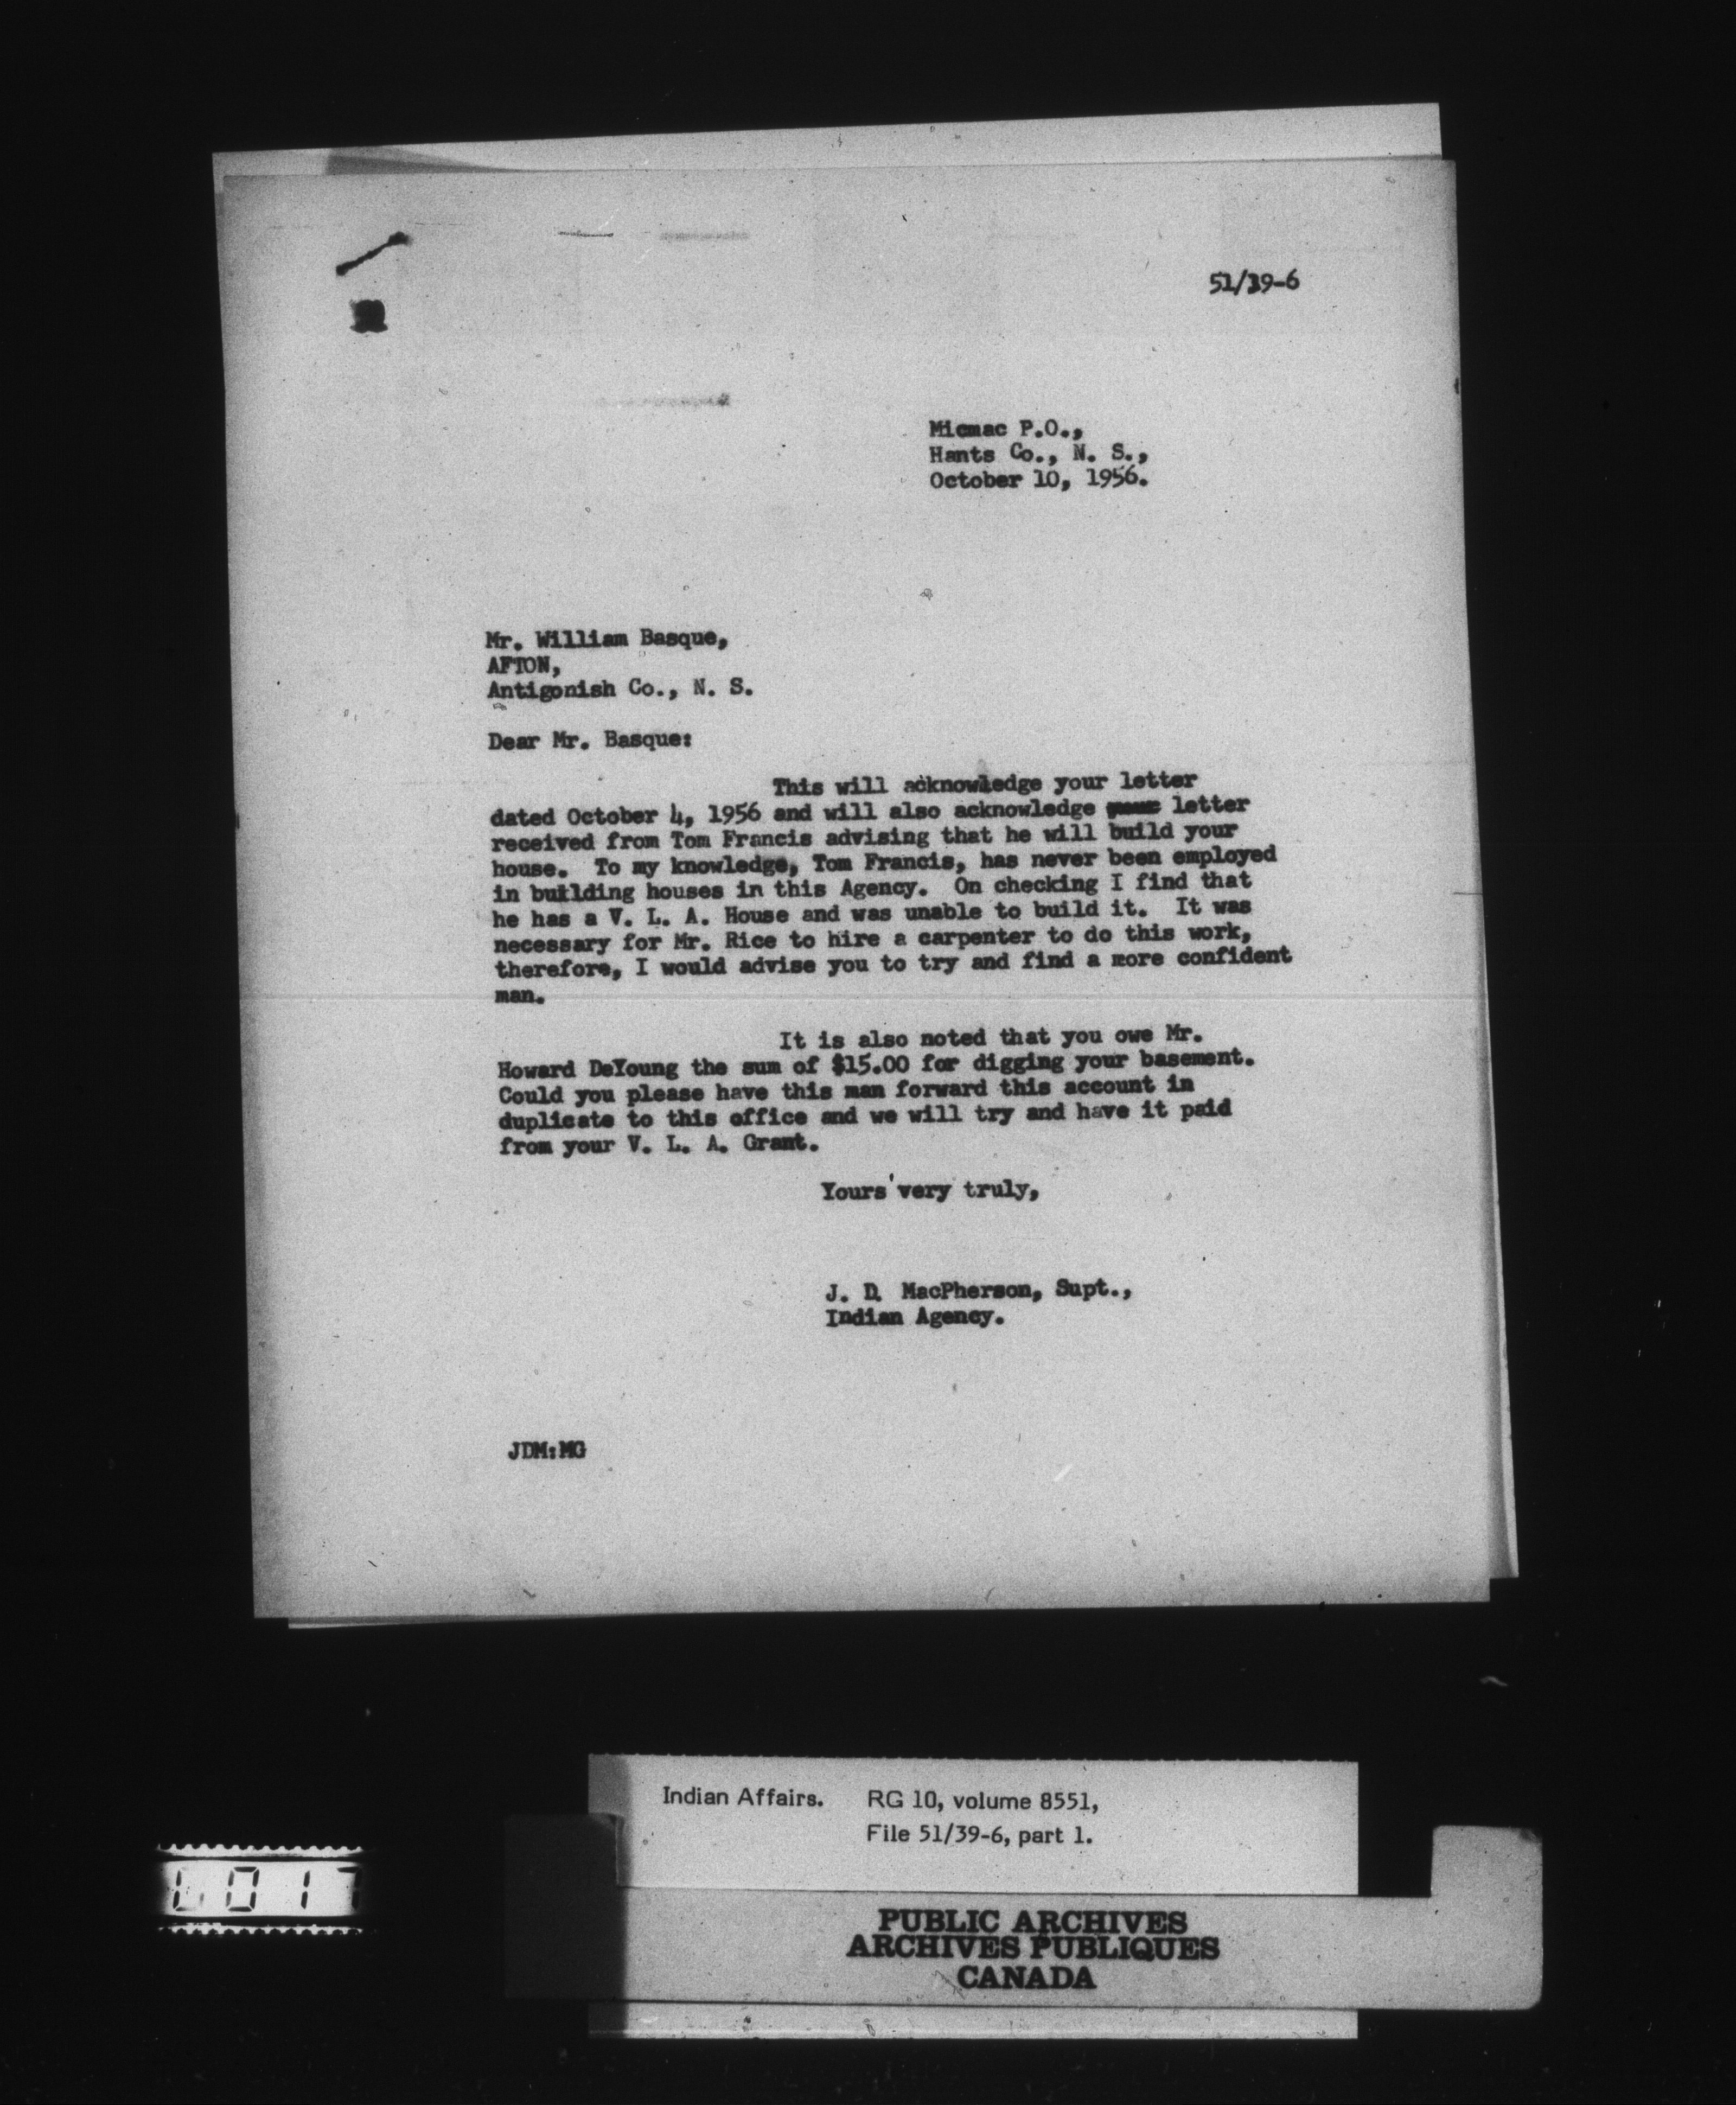 51/39-6
Micmac P.O.,
Hants Co., N. S.,
October 10, 1956.
Mr. William Basque,
AFTON,
Antigonish Co., N. S.
Dear Mr. Basque:
This will acknowledge your letter
dated October 4, 1956 and will also acknowledge letter
received from Tom Francis advising that he will build your
house. To my knowledge, Tom Francis, has never been employed
in building houses in this Agency. On checking I find that
he has a V. L. A. House and was unable to build it. It was
necessary for Mr. Rice to hire a carpenter to do this work,
therefore, I would advise you to try and find a more confident
man.
It is also noted that you owe Mr.
Howard DeYoung the sum of $15.00 for digging your basement.
Could you please have this man forward this account in
duplicate to this office and we will try and have it paid
from your V. L. A. Grant.
Yours very truly,
J. D. MacPherson, Supt.,
Indian Agency.
JDM:MG
Indian Affairs. RG 10, volume 8551,
File 51/39-6, part 1.
PUBLIC ARCHIVES
ARCHIVES PUBLIQUES
CANADA